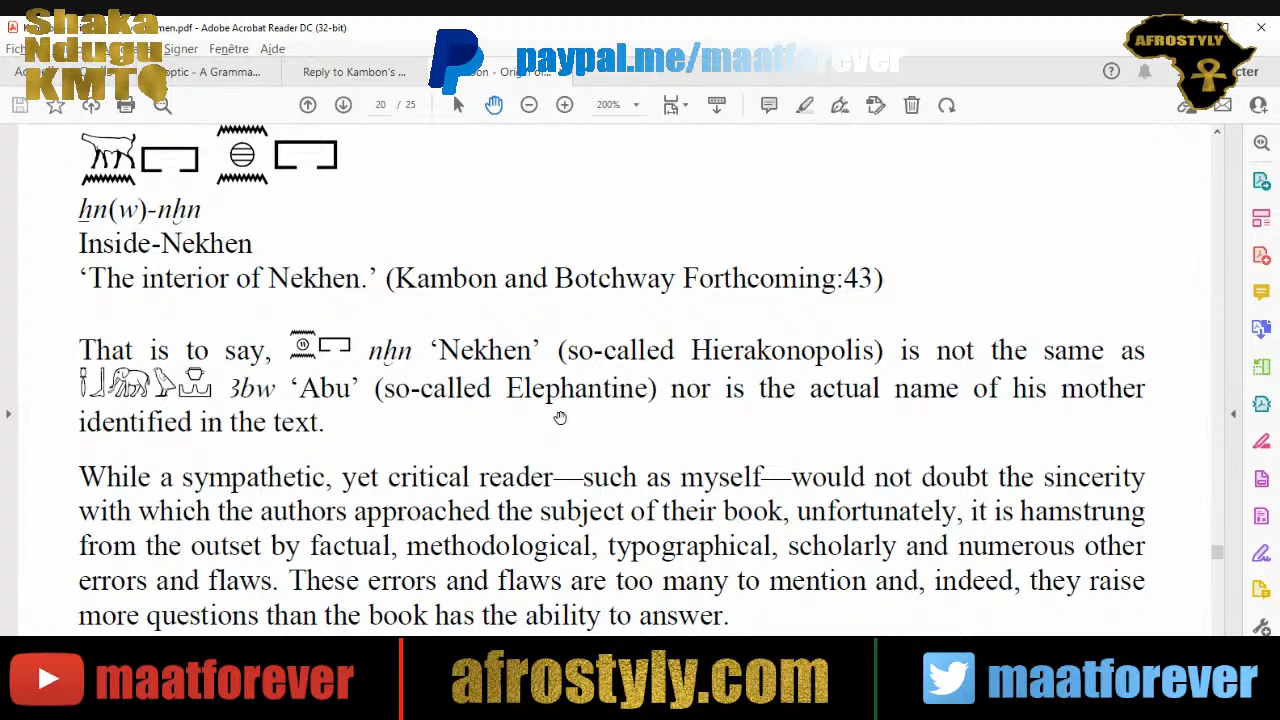 Shaka
Ndugu
KMT
men.pdf - Adobe Acrobat Reader DC (32-bit)
Signer Fenêtre Aide
optic - A Gramma... Reply to Kambon's ...
paypal.me/maatforever
AFROSTYLY
20 / 25 200%
ẖn(w)-nḫn
Inside-Nekhen
‘The interior of Nekhen.’ (Kambon and Botchway Forthcoming:43)
That is to say, nḫn ‘Nekhen’ (so-called Hierakonopolis) is not the same as
ꜣbw ‘Abu’ (so-called Elephantine) nor is the actual name of his mother
identified in the text.
While a sympathetic, yet critical reader—such as myself—would not doubt the sincerity
with which the authors approached the subject of their book, unfortunately, it is hamstrung
from the outset by factual, methodological, typographical, scholarly and numerous other
errors and flaws. These errors and flaws are too many to mention and, indeed, they raise
more questions than the book has the ability to answer.
maatforever afrostyly.com maatforever